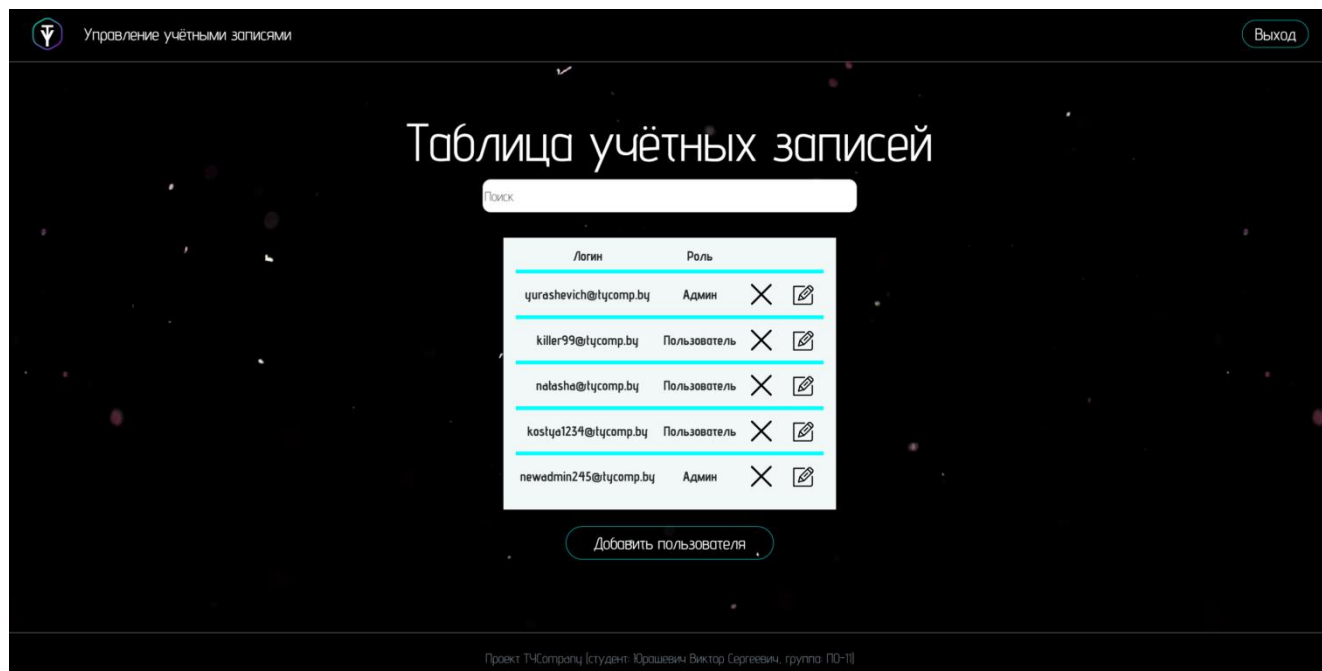 Управление учётными записями
Выход
Таблица учётных записей
Поиск
Логин Роль
yurashevich@tycomp.by Админ
killer99@tycomp.by Пользователь
natasha@tycomp.by Пользователь
kostya1234@tycomp.by Пользователь
newadmin245@tycomp.by Админ
Добавить пользователя
Проект TYCompany (студент: Юрашевич Виктор Сергеевич, группа: ПО-11)